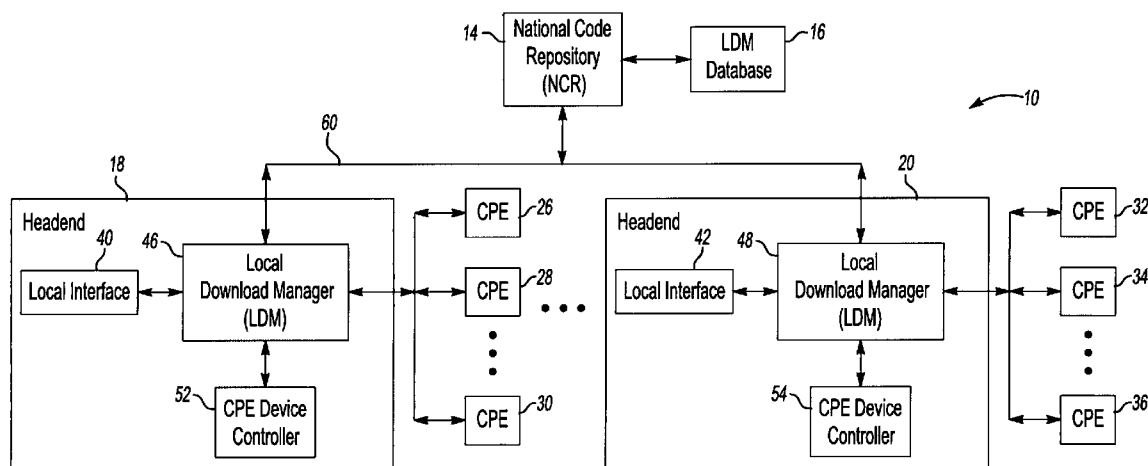 14
National Code
Repository
(NCR)
LDM
Database
16
10
60
18
Headend
40
Local Interface
46
Local
Download Manager
(LDM)
52
CPE Device
Controller
CPE
26
CPE
28
CPE
30
20
Headend
42
Local Interface
48
Local
Download Manager
(LDM)
54
CPE Device
Controller
CPE
32
CPE
34
CPE
36